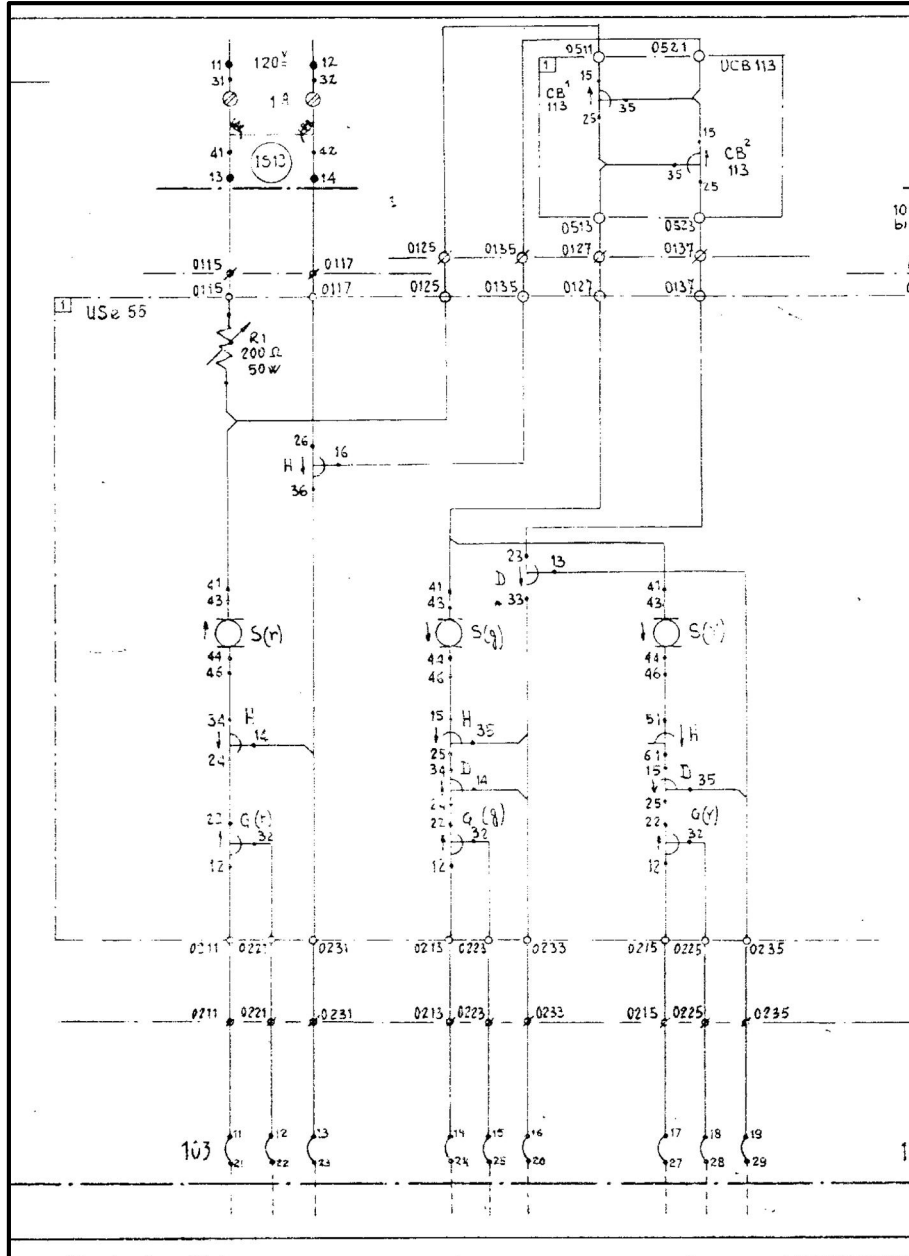 0511 0521
11 120 V 12 1 UCB 113
31 32 15
1 A CB¹
113 35
25 15
41 42 CB²
1513 35 113
13 14 25
10
0513 0523
0125 0135 0127 0137
0115 0117
0115 0117 0125 0135 0127 0137
1 USe 55
R1
200 Ω
50 W
26
16
H
36
23 13
D
41 41 33 41
43 43 43
S(r) S(g)
44 44 44
46 46 46
34 H 15 H 51
14 35 H
24 25 61
34 D 15 D
14 35
24 25
22 G(r) 22 G(g) 22 G(v)
32 32 32
12 12 12
0211 0221 0231 0213 0223 0233 0215 0225 0235
0211 0221 0231 0213 0223 0233 0215 0225 0235
11 12 13 14 15 16 17 18 19
103
21 22 23 24 25 26 27 28 29